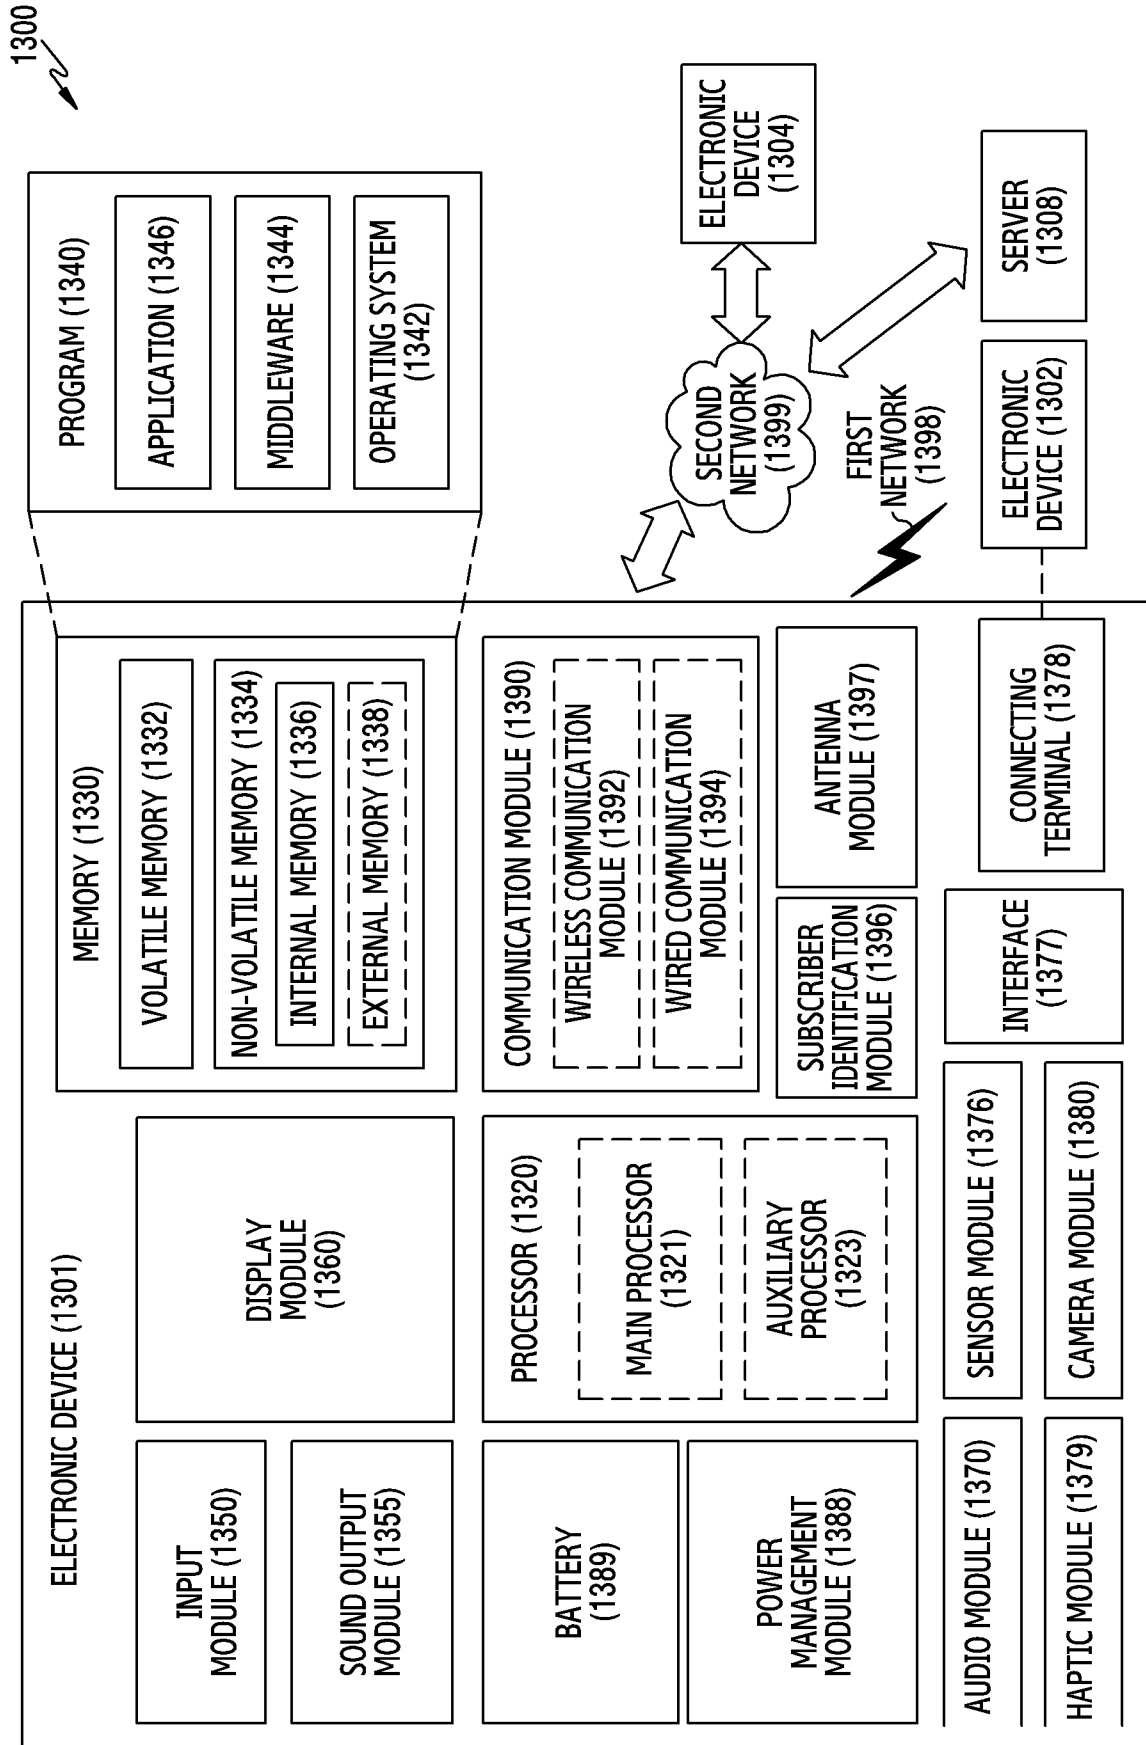 1300
ELECTRONIC DEVICE (1301)
INPUT
MODULE (1350)
SOUND OUTPUT
MODULE (1355)
DISPLAY
MODULE
(1360)
MEMORY (1330)
VOLATILE MEMORY (1332)
NON-VOLATILE MEMORY (1334)
INTERNAL MEMORY (1336)
EXTERNAL MEMORY (1338)
PROGRAM (1340)
APPLICATION (1346)
MIDDLEWARE (1344)
OPERATING SYSTEM
(1342)
BATTERY
(1389)
POWER
MANAGEMENT
MODULE (1388)
PROCESSOR (1320)
MAIN PROCESSOR
(1321)
AUXILIARY
PROCESSOR
(1323)
COMMUNICATION MODULE (1390)
WIRELESS COMMUNICATION
MODULE (1392)
WIRED COMMUNICATION
MODULE (1394)
SUBSCRIBER
IDENTIFICATION
MODULE (1396)
ANTENNA
MODULE (1397)
SECOND
NETWORK
(1399)
ELECTRONIC
DEVICE
(1304)
FIRST
NETWORK
(1398)
AUDIO MODULE (1370)
SENSOR MODULE (1376)
HAPTIC MODULE (1379)
CAMERA MODULE (1380)
INTERFACE
(1377)
CONNECTING
TERMINAL (1378)
ELECTRONIC
DEVICE (1302)
SERVER
(1308)